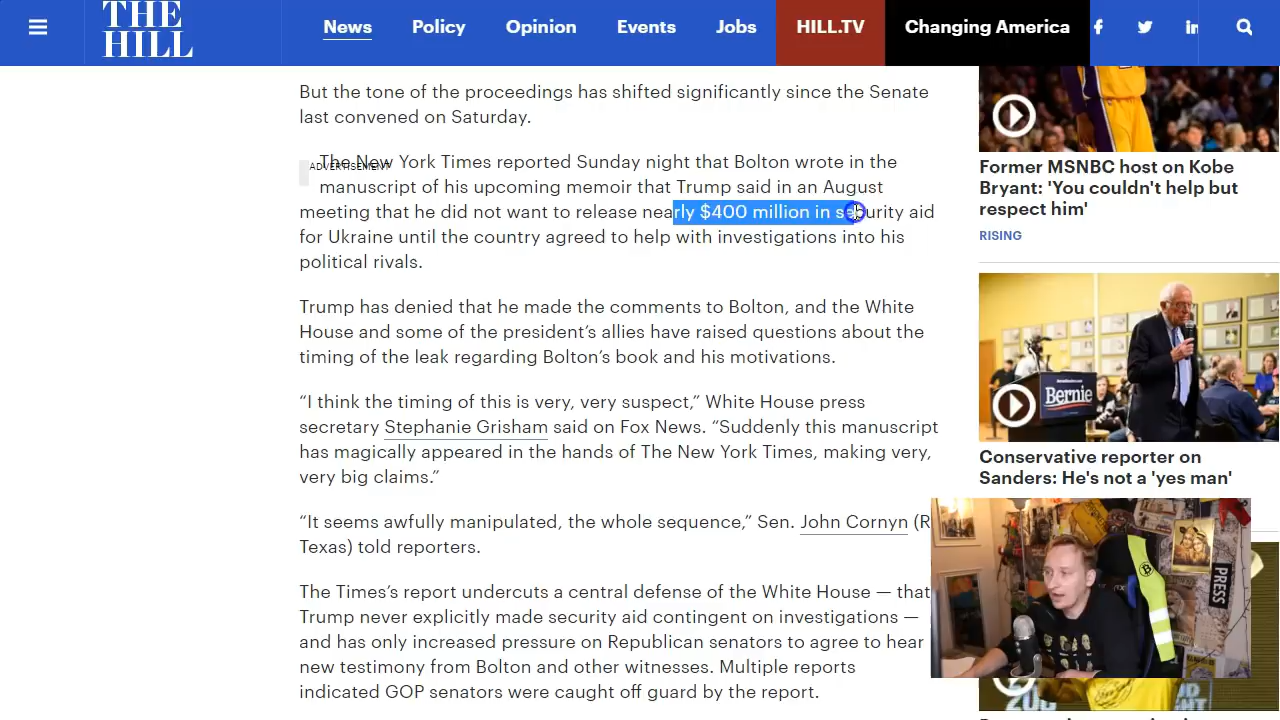 THE
HILL
News
Policy
Opinion
Events
Jobs
HILL.TV
Changing America
But the tone of the proceedings has shifted significantly since the Senate
last convened on Saturday.
ADVERTISEMENT
The New York Times reported Sunday night that Bolton wrote in the
manuscript of his upcoming memoir that Trump said in an August
meeting that he did not want to release nearly $400 million in security aid
for Ukraine until the country agreed to help with investigations into his
political rivals.
Trump has denied that he made the comments to Bolton, and the White
House and some of the president’s allies have raised questions about the
timing of the leak regarding Bolton’s book and his motivations.
“I think the timing of this is very, very suspect,” White House press
secretary Stephanie Grisham said on Fox News. “Suddenly this manuscript
has magically appeared in the hands of The New York Times, making very,
very big claims.”
“It seems awfully manipulated, the whole sequence,” Sen. John Cornyn (R
Texas) told reporters.
The Times’s report undercuts a central defense of the White House — that
Trump never explicitly made security aid contingent on investigations —
and has only increased pressure on Republican senators to agree to hear
new testimony from Bolton and other witnesses. Multiple reports
indicated GOP senators were caught off guard by the report.
Former MSNBC host on Kobe
Bryant: 'You couldn't help but
respect him'
RISING
Bernie
Conservative reporter on
Sanders: He's not a 'yes man'
PRESS